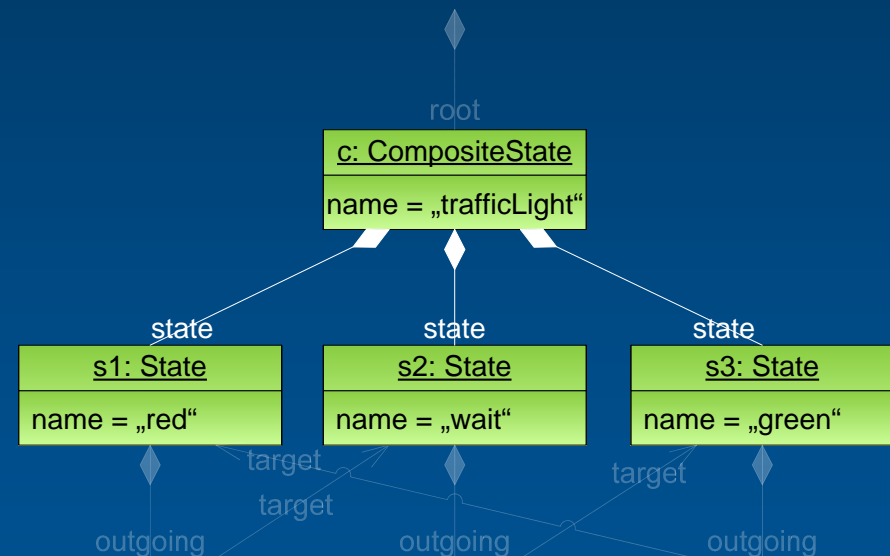 root
c: CompositeState
name = „trafficLight“
state state state
s1: State s2: State s3: State
name = „red“ name = „wait“ name = „green“
target target
target
outgoing outgoing outgoing